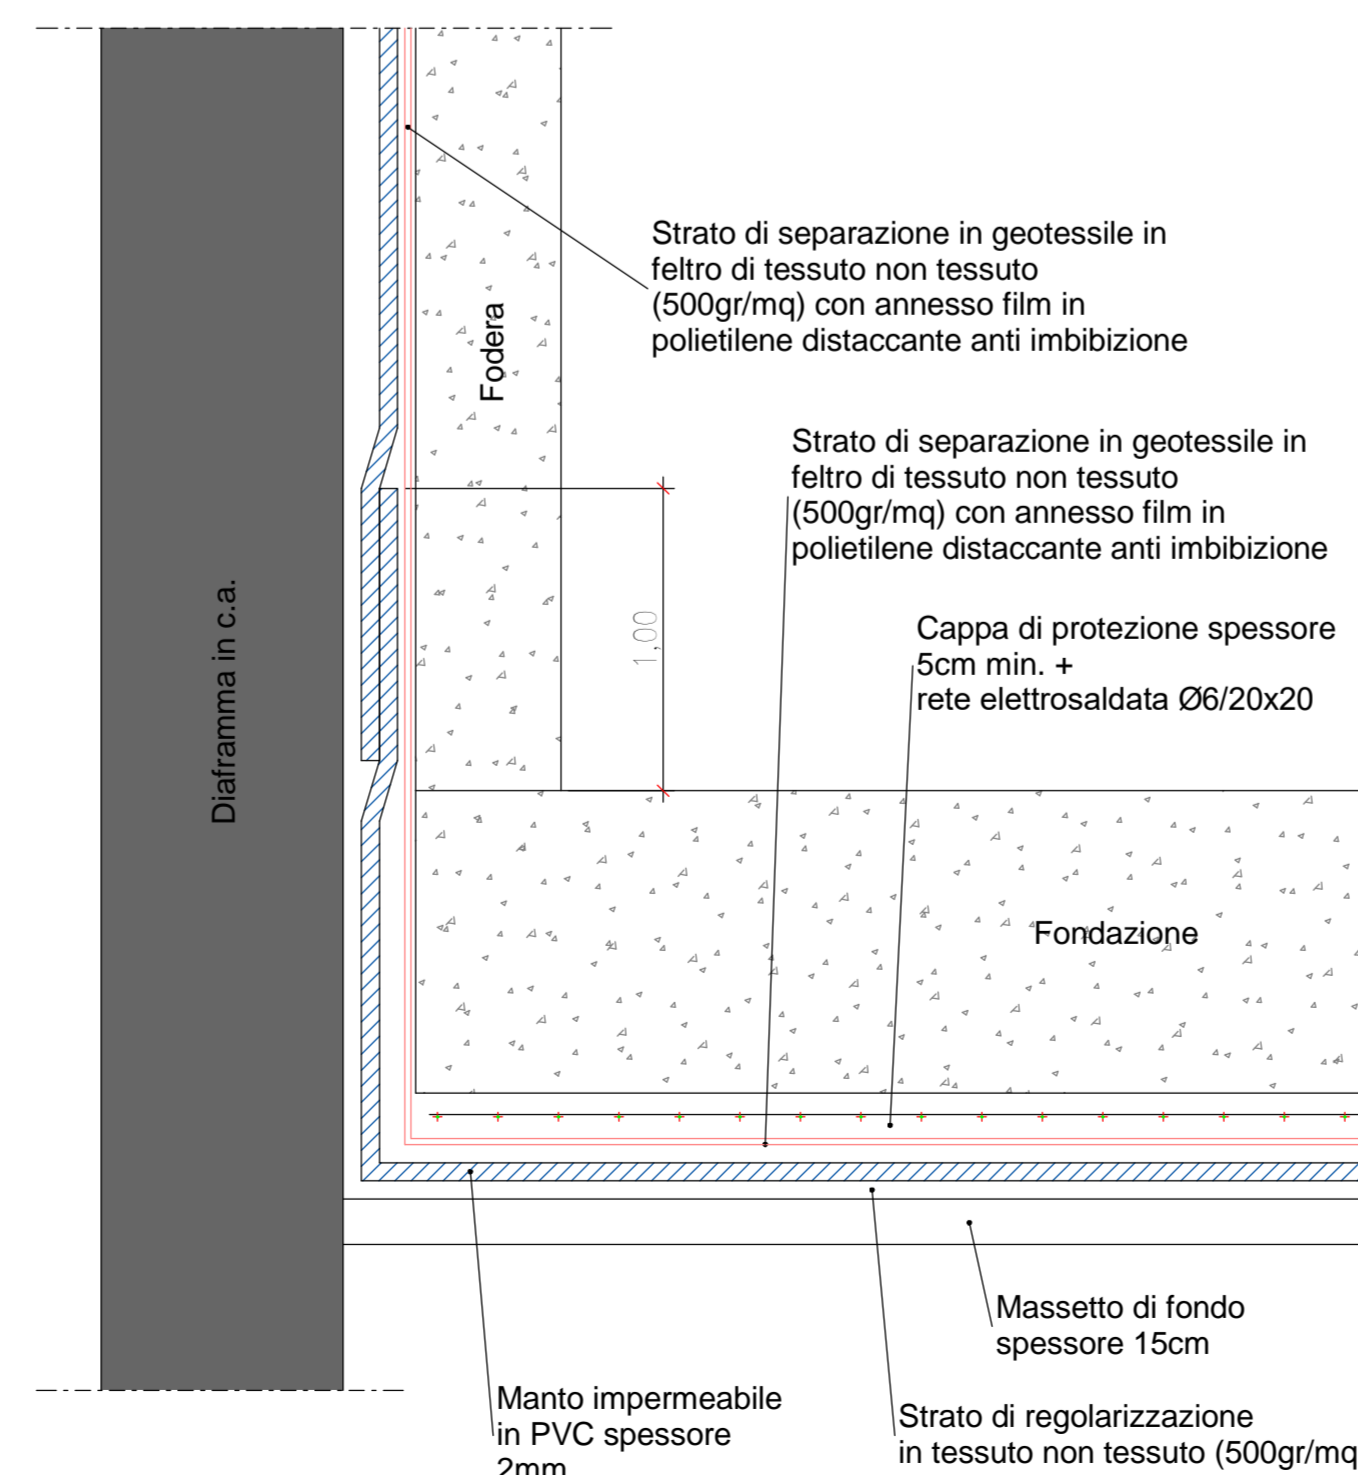 Strato di separazione in geotessile in
feltro di tessuto non tessuto
(500gr/mq) con annesso film in
polietilene distaccante anti imbibizione
Fodera
Strato di separazione in geotessile in
feltro di tessuto non tessuto
(500gr/mq) con annesso film in
polietilene distaccante anti imbibizione
Diaframma in c.a.
1,00
Cappa di protezione spessore
5cm min. +
rete elettrosaldata Ø6/20x20
Fondazione
Massetto di fondo
spessore 15cm
Manto impermeabile
in PVC spessore
2mm
Strato di regolarizzazione
in tessuto non tessuto (500gr/mq